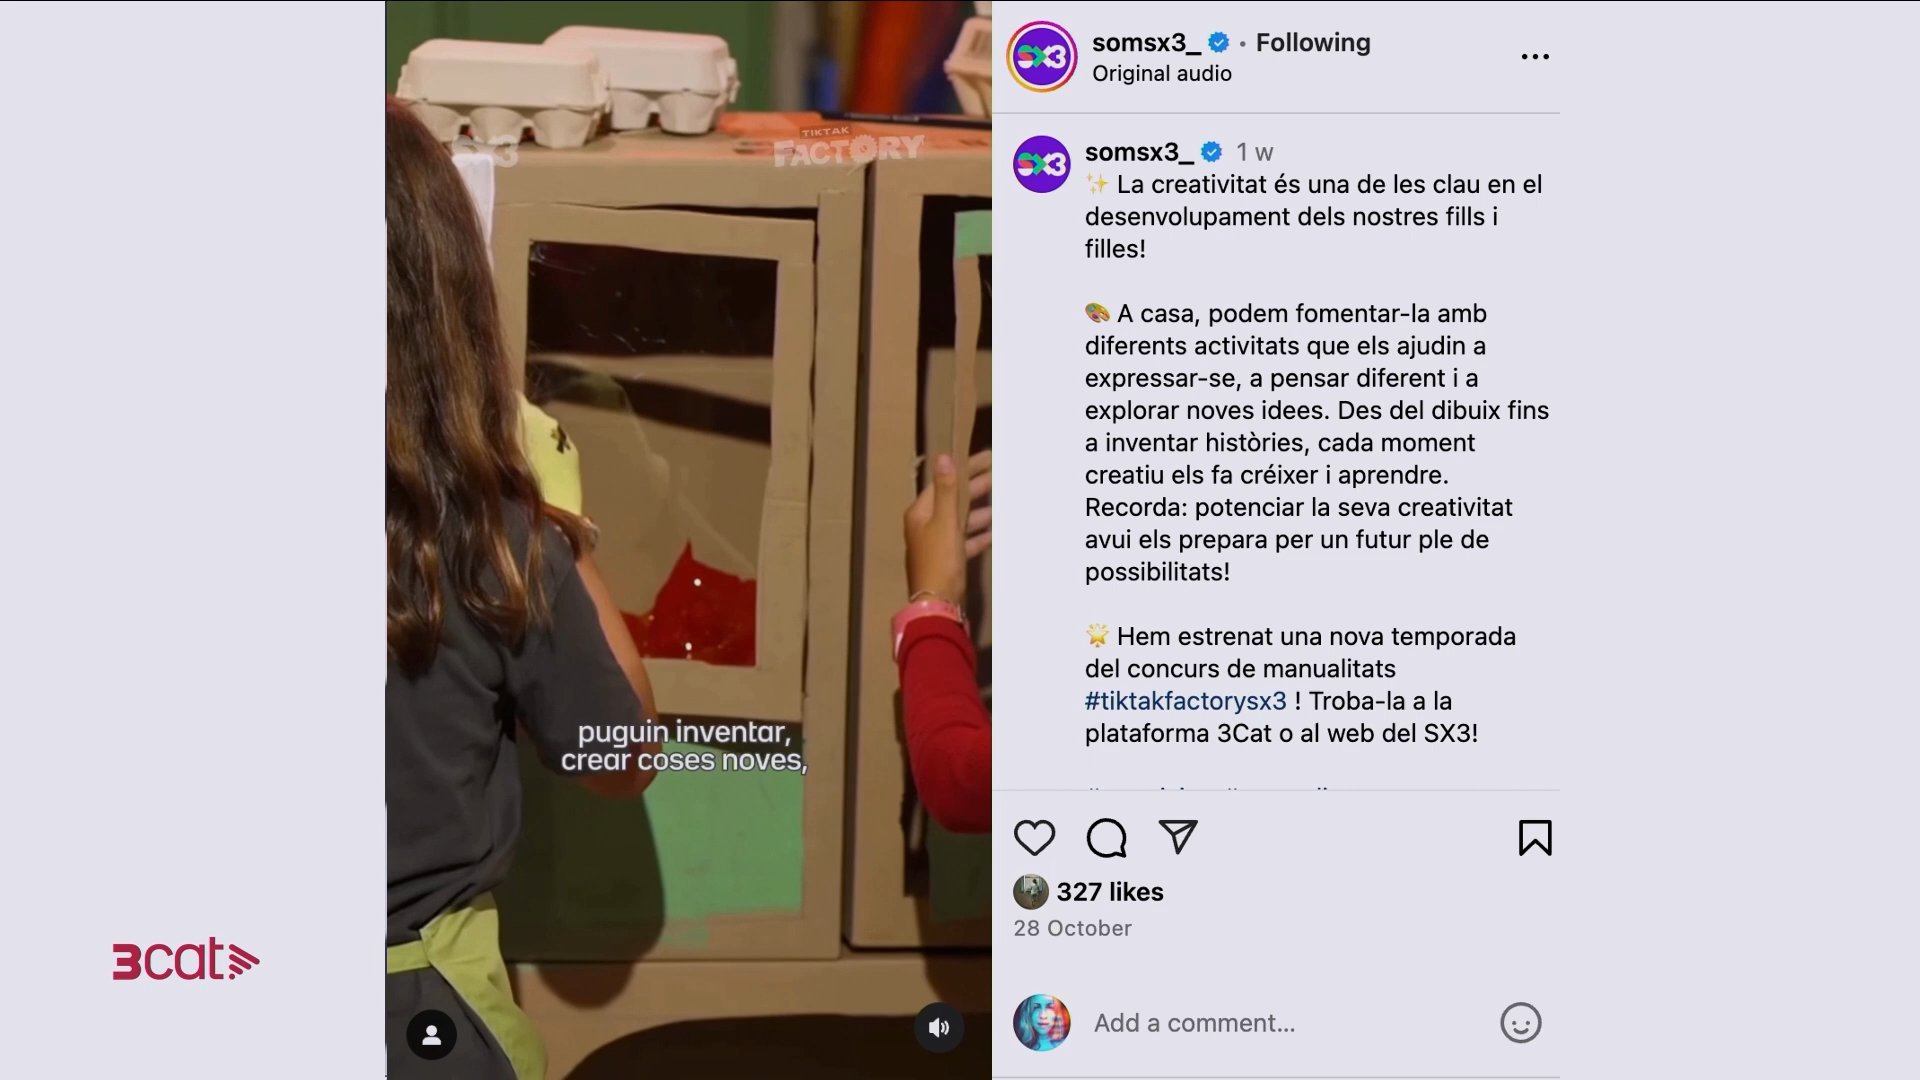 SX3
TIKTAK
FACTORY
puguin inventar,
crear coses noves,
3cat
SX3
somsx3_ • Following
Original audio
SX3
somsx3_ 1 w
✨ La creativitat és una de les clau en el
desenvolupament dels nostres fills i
filles!
🎨 A casa, podem fomentar-la amb
diferents activitats que els ajudin a
expressar-se, a pensar diferent i a
explorar noves idees. Des del dibuix fins
a inventar històries, cada moment
creatiu els fa créixer i aprendre.
Recorda: potenciar la seva creativitat
avui els prepara per un futur ple de
possibilitats!
🌟 Hem estrenat una nova temporada
del concurs de manualitats
#tiktakfactorysx3 ! Troba-la a la
plataforma 3Cat o al web del SX3!
327 likes
28 October
Add a comment...